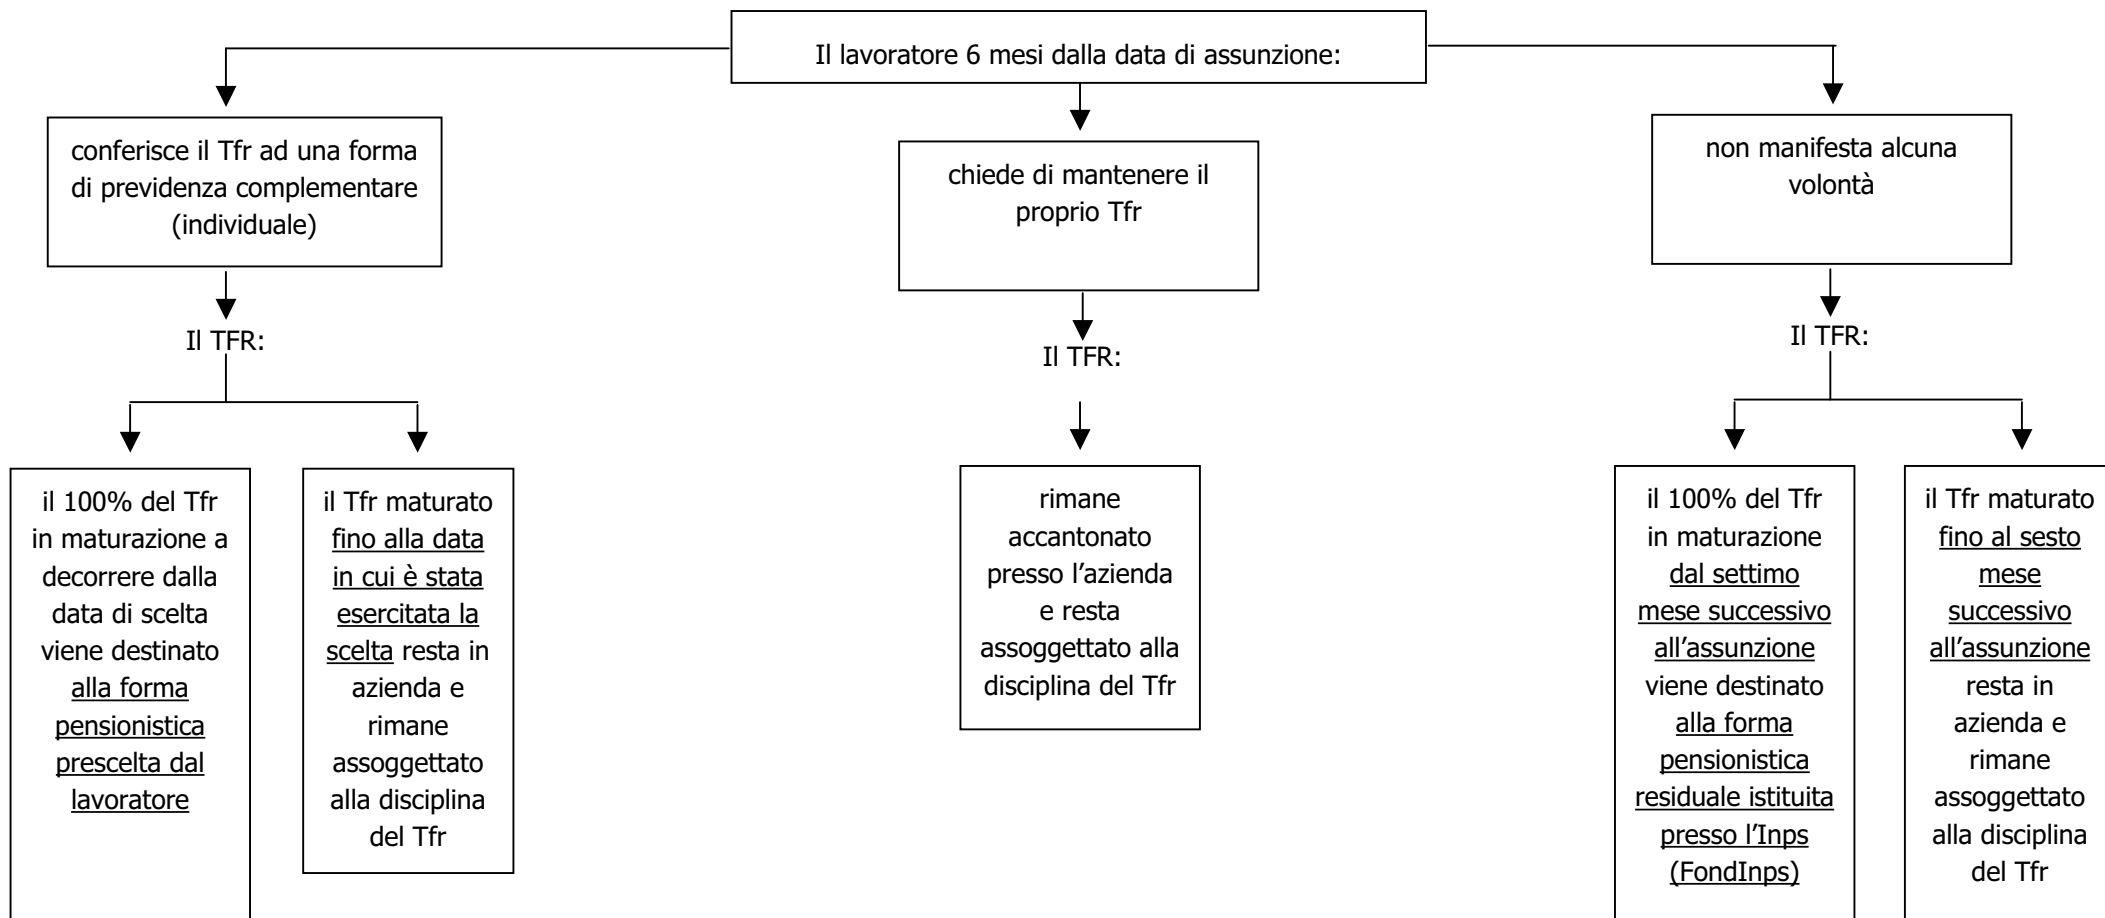 Il lavoratore 6 mesi dalla data di assunzione:
conferisce il Tfr ad una forma
di previdenza complementare
(individuale)
chiede di mantenere il
proprio Tfr
non manifesta alcuna
volontà
Il TFR:
Il TFR:
Il TFR:
il 100% del Tfr
in maturazione a
decorrere dalla
data di scelta
viene destinato
alla forma
pensionistica
prescelta dal
lavoratore
il Tfr maturato
fino alla data
in cui è stata
esercitata la
scelta resta in
azienda e
rimane
assoggettato
alla disciplina
del Tfr
rimane
accantonato
presso l’azienda
e resta
assoggettato alla
disciplina del Tfr
il 100% del Tfr
in maturazione
dal settimo
mese successivo
all’assunzione
viene destinato
alla forma
pensionistica
residuale istituita
presso l’Inps
(FondInps)
il Tfr maturato
fino al sesto
mese
successivo
all’assunzione
resta in
azienda e
rimane
assoggettato
alla disciplina
del Tfr